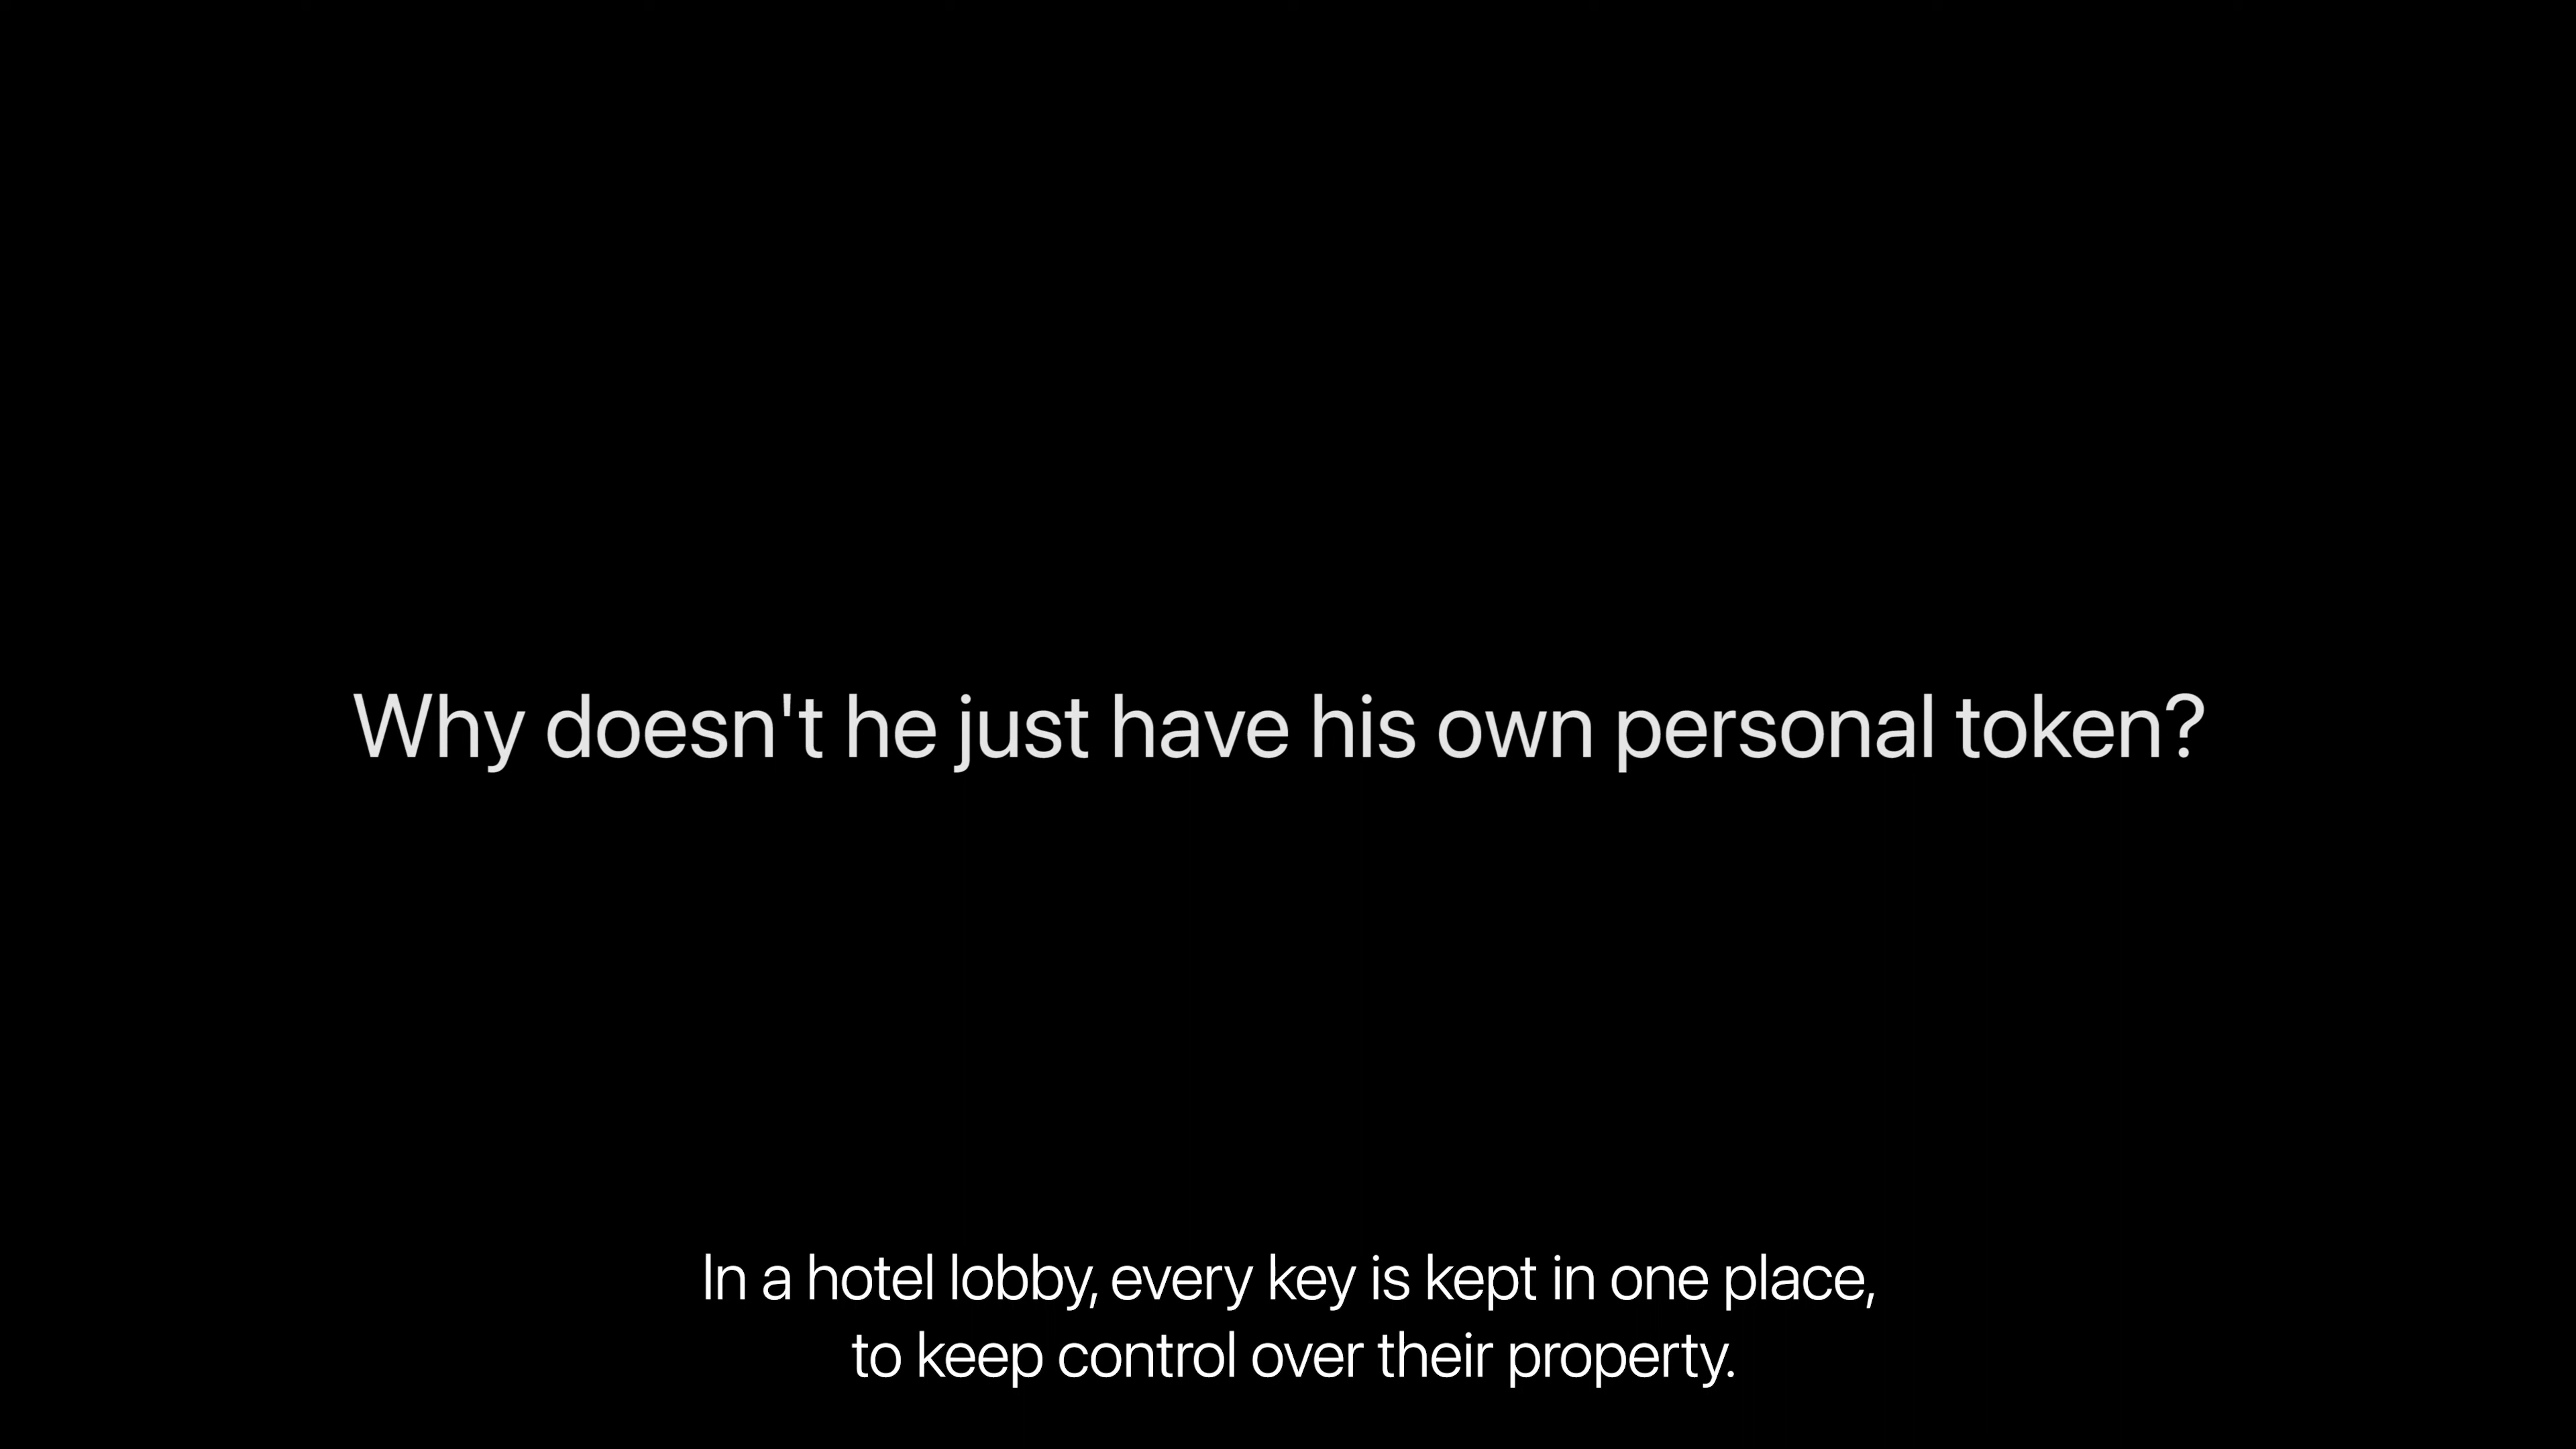 Why doesn't he just have his own personal token?
In a hotel lobby, every key is kept in one place,
to keep control over their property.